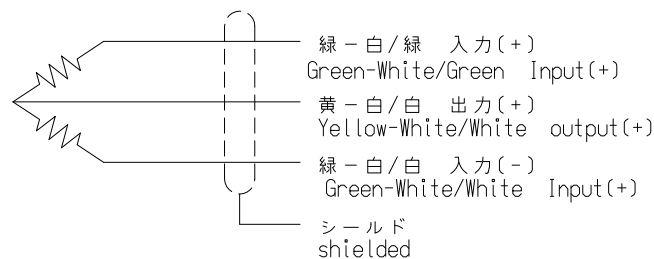 緑－白/緑 入力(+)
Green-White/Green Input(+)
黄－白/白 出力(+)
Yellow-White/White output(+)
緑－白/白 入力(-)
Green-White/White Input(+)
シールド
shielded